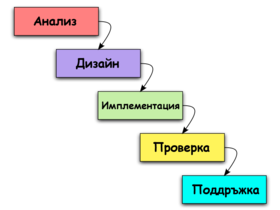 Анализ
Дизайн
Имплементация
Проверка
Поддръжка